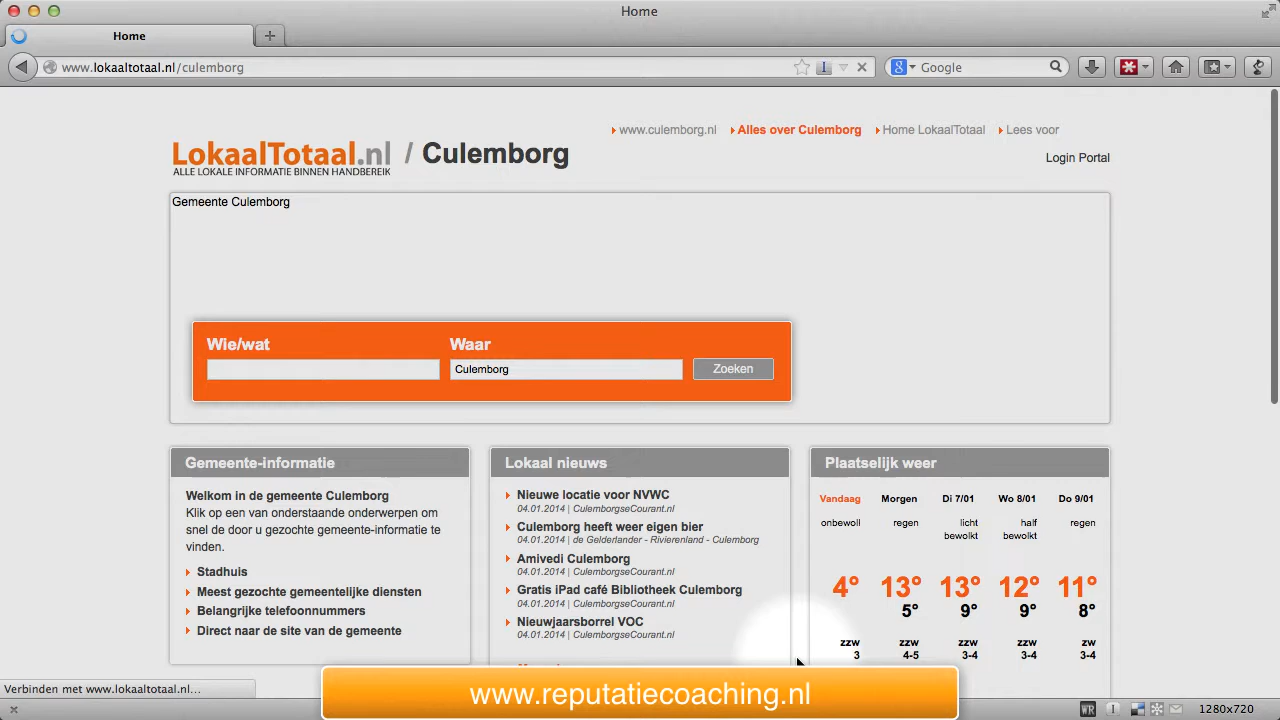 Home
Home
www.lokaaltotaal.nl/culemborg
Google
www.culemborg.nl
Alles over Culemborg
Home LokaalTotaal
Lees voor
LokaalTotaal.nl / Culemborg
ALLE LOKALE INFORMATIE BINNEN HANDBEREIK
Login Portal
Gemeente Culemborg
Wie/wat
Waar
Culemborg
Zoeken
Gemeente-informatie
Welkom in de gemeente Culemborg
Klik op een van onderstaande onderwerpen om
snel de door u gezochte gemeente-informatie te
vinden.
Stadhuis
Meest gezochte gemeentelijke diensten
Belangrijke telefoonnummers
Direct naar de site van de gemeente
Lokaal nieuws
Nieuwe locatie voor NVWC
04.01.2014 | CulemborgseCourant.nl
Culemborg heeft weer eigen bier
04.01.2014 | de Gelderlander - Rivierenland - Culemborg
Amivedi Culemborg
04.01.2014 | CulemborgseCourant.nl
Gratis iPad café Bibliotheek Culemborg
04.01.2014 | CulemborgseCourant.nl
Nieuwjaarsborrel VOC
04.01.2014 | CulemborgseCourant.nl
Plaatselijk weer
Vandaag Morgen Di 7/01 Wo 8/01 Do 9/01
onbewoll regen licht half regen
bewolkt bewolkt
4° 13° 13° 12° 11°
5° 9° 9° 8°
zzw zzw zzw zzw zw
3 4-5 3-4 3-4 3-4
Verbinden met www.lokaaltotaal.nl...
www.reputatiecoaching.nl
WR
1280x720